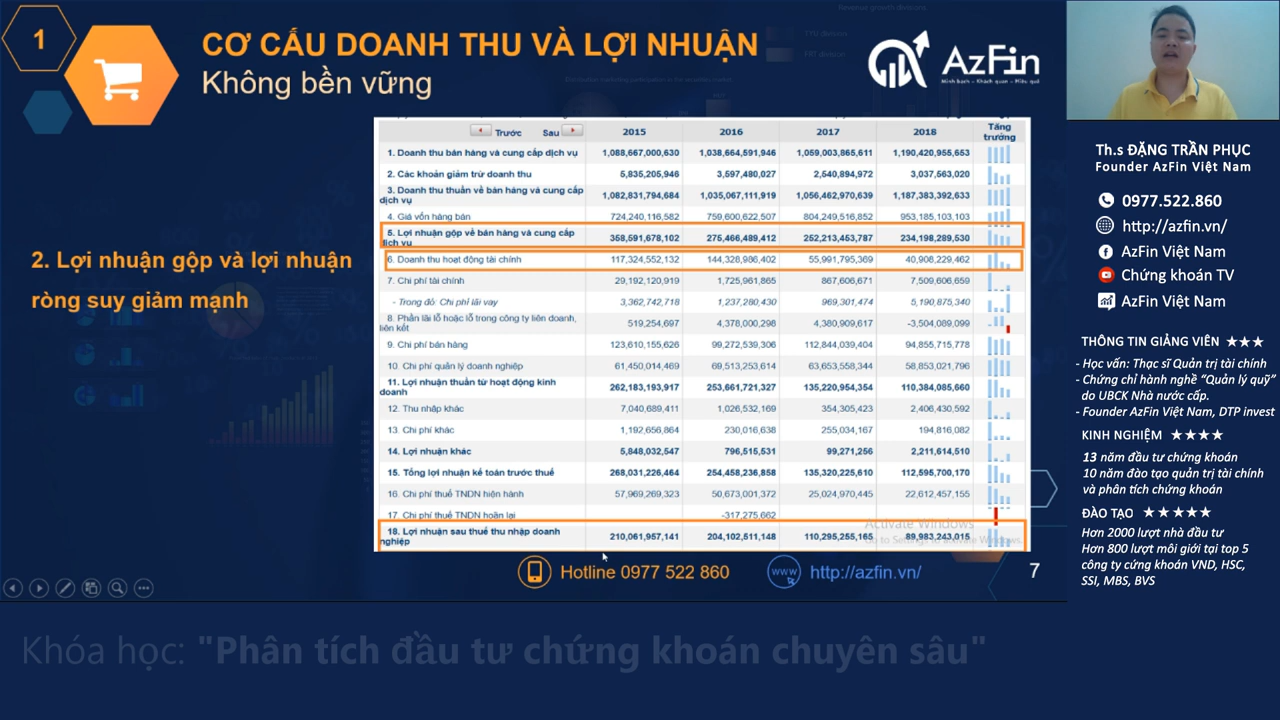 1
CƠ CẤU DOANH THU VÀ LỢI NHUẬN
Không bền vững
AzFin
Minh bạch - Khách quan - Hiệu quả
2. Lợi nhuận gộp và lợi nhuận
ròng suy giảm mạnh
Trước Sau 2015 2016 2017 2018 Tăng trưởng
1. Doanh thu bán hàng và cung cấp dịch vụ 1,088,667,000,630 1,038,664,591,946 1,059,003,865,611 1,190,420,955,653
2. Các khoản giảm trừ doanh thu 5,835,205,946 3,597,480,027 2,540,894,972 3,037,563,020
3. Doanh thu thuần về bán hàng và cung cấp dịch vụ 1,082,831,794,684 1,035,067,111,919 1,056,462,970,639 1,187,383,392,633
4. Giá vốn hàng bán 724,240,116,582 759,600,622,507 804,249,516,852 953,185,103,103
5. Lợi nhuận gộp về bán hàng và cung cấp dịch vụ 358,591,678,102 275,466,489,412 252,213,453,787 234,198,289,530
6. Doanh thu hoạt động tài chính 117,324,552,132 144,328,986,402 55,991,795,369 40,908,229,462
7. Chi phí tài chính 29,192,120,919 1,725,961,865 867,606,671 7,509,606,659
- Trong đó: Chi phí lãi vay 3,362,742,718 1,237,280,430 969,301,474 5,190,875,340
8. Phần lãi lỗ hoặc lỗ trong công ty liên doanh, liên kết 519,254,697 4,378,000,298 4,380,909,617 -3,504,089,099
9. Chi phí bán hàng 123,610,155,626 99,272,539,306 112,844,039,404 94,855,715,778
10. Chi phí quản lý doanh nghiệp 61,450,014,469 69,513,253,614 63,653,558,344 58,853,021,796
11. Lợi nhuận thuần từ hoạt động kinh doanh 262,183,193,917 253,661,721,327 135,220,954,354 110,384,085,660
12. Thu nhập khác 7,040,689,411 1,026,532,169 354,305,423 2,406,430,592
13. Chi phí khác 1,192,656,864 230,016,638 255,034,167 194,816,082
14. Lợi nhuận khác 5,848,032,547 796,515,531 99,271,256 2,211,614,510
15. Tổng lợi nhuận kế toán trước thuế 268,031,226,464 254,458,236,858 135,320,225,610 112,595,700,170
16. Chi phí thuế TNDN hiện hành 57,969,269,323 50,673,001,372 25,024,970,445 22,612,457,155
17. Chi phí thuế TNDN hoãn lại -317,275,662
18. Lợi nhuận sau thuế thu nhập doanh nghiệp 210,061,957,141 204,102,511,148 110,295,255,165 89,983,243,015
Activate Windows
Go to Settings to activate Windows.
Hotline 0977 522 860 www http://azfin.vn/ 7
Th.s ĐẶNG TRẦN PHỤC
Founder AzFin Việt Nam
0977.522.860
http://azfin.vn/
AzFin Việt Nam
Chứng khoán TV
AzFin Việt Nam
THÔNG TIN GIẢNG VIÊN ★★★
- Học vấn: Thạc sĩ Quản trị tài chính
- Chứng chỉ hành nghề "Quản lý quỹ"
do UBCK Nhà nước cấp.
- Founder AzFin Việt Nam, DTP invest
KINH NGHIỆM ★★★★
13 năm đầu tư chứng khoán
10 năm đào tạo quản trị tài chính
và phân tích chứng khoán
ĐÀO TẠO ★★★★★
Hơn 2000 lượt nhà đầu tư
Hơn 800 lượt môi giới tại top 5
công ty cứng khoán VND, HSC,
SSI, MBS, BVS
Khóa học: "Phân tích đầu tư chứng khoán chuyên sâu"